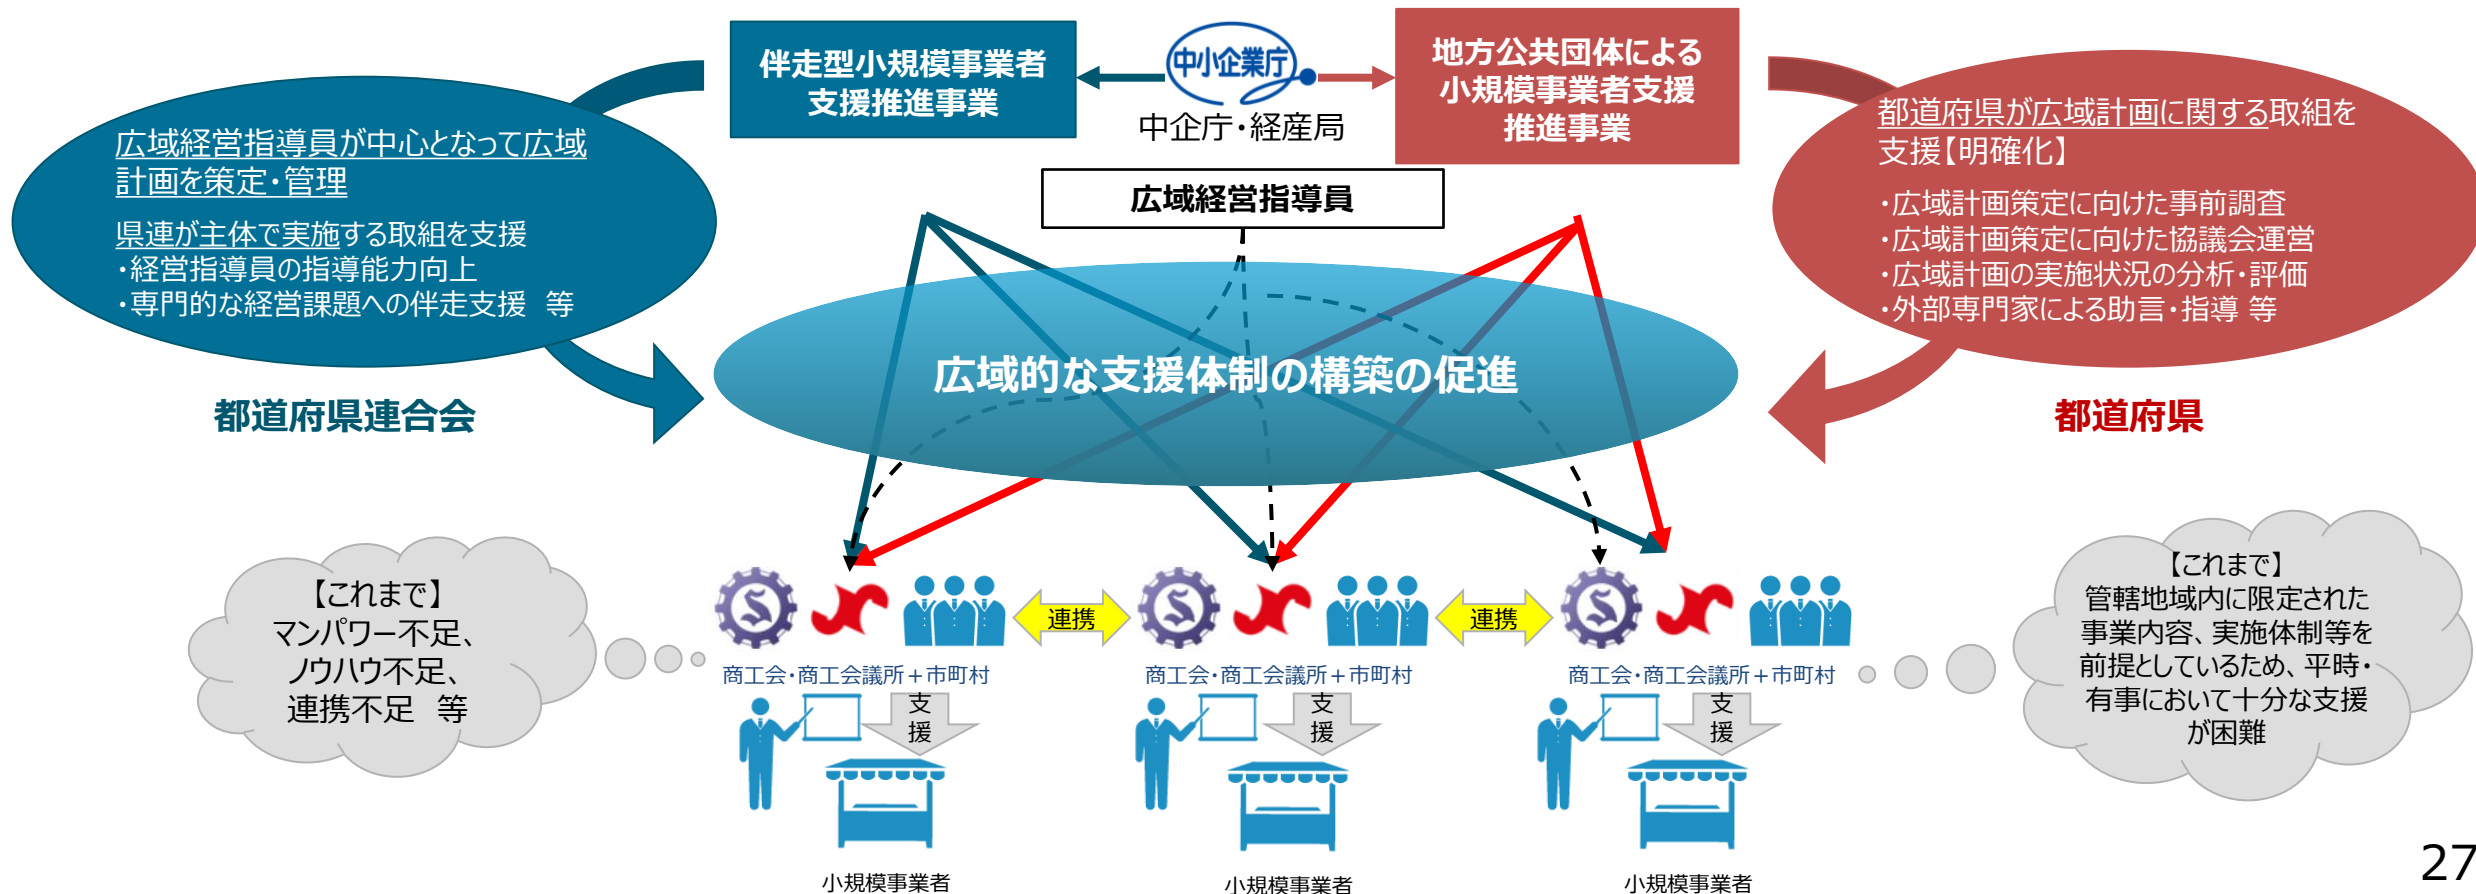 伴走型小規模事業者
支援推進事業
中小企業庁
中企庁・経産局
地方公共団体による
小規模事業者支援
推進事業
広域経営指導員が中心となって広域
計画を策定・管理
県連が主体で実施する取組を支援
・経営指導員の指導能力向上
・専門的な経営課題への伴走支援　等
都道府県連合会
広域経営指導員
都道府県が広域計画に関する取組を
支援【明確化】
・広域計画策定に向けた事前調査
・広域計画策定に向けた協議会運営
・広域計画の実施状況の分析・評価
・外部専門家による助言・指導 等
都道府県
広域的な支援体制の構築の促進
【これまで】
マンパワー不足、
ノウハウ不足、
連携不足　等
連携
連携
商工会・商工会議所＋市町村
商工会・商工会議所＋市町村
商工会・商工会議所＋市町村
支
援
支
援
支
援
小規模事業者
小規模事業者
小規模事業者
【これまで】
管轄地域内に限定された
事業内容、実施体制等を
前提としているため、平時・
有事において十分な支援
が困難
27